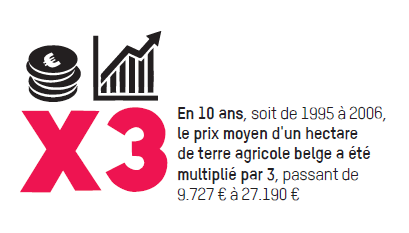 X3
En 10 ans, soit de 1995 à 2006,
le prix moyen d'un hectare
de terre agricole belge a été
multiplié par 3, passant de
9.727 € à 27.190 €